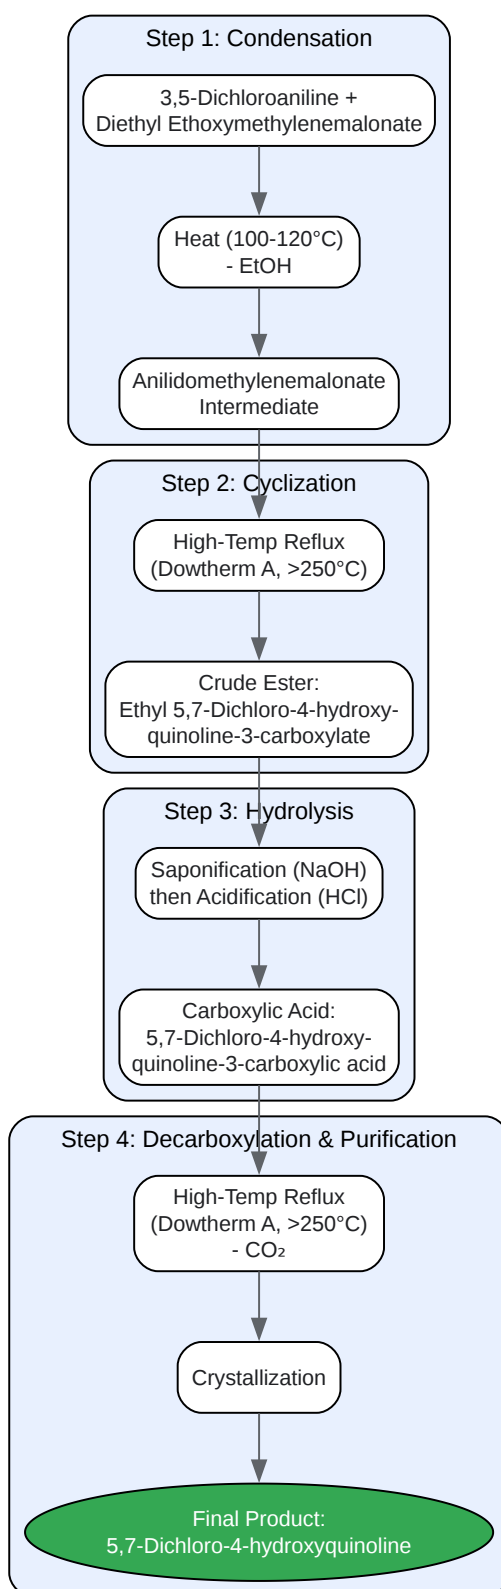 Step 1: Condensation
3,5-Dichloroaniline +
Diethyl Ethoxymethylenemalonate
Heat (100-120°C)
- EtOH
Anilidomethylenemalonate
Intermediate
Step 2: Cyclization
High-Temp Reflux
(Dowtherm A, >250°C)
Crude Ester:
Ethyl 5,7-Dichloro-4-hydroxy-
quinoline-3-carboxylate
Step 3: Hydrolysis
Saponification (NaOH)
then Acidification (HCl)
Carboxylic Acid:
5,7-Dichloro-4-hydroxy-
quinoline-3-carboxylic acid
Step 4: Decarboxylation & Purification
High-Temp Reflux
(Dowtherm A, >250°C)
- CO₂
Crystallization
Final Product:
5,7-Dichloro-4-hydroxyquinoline